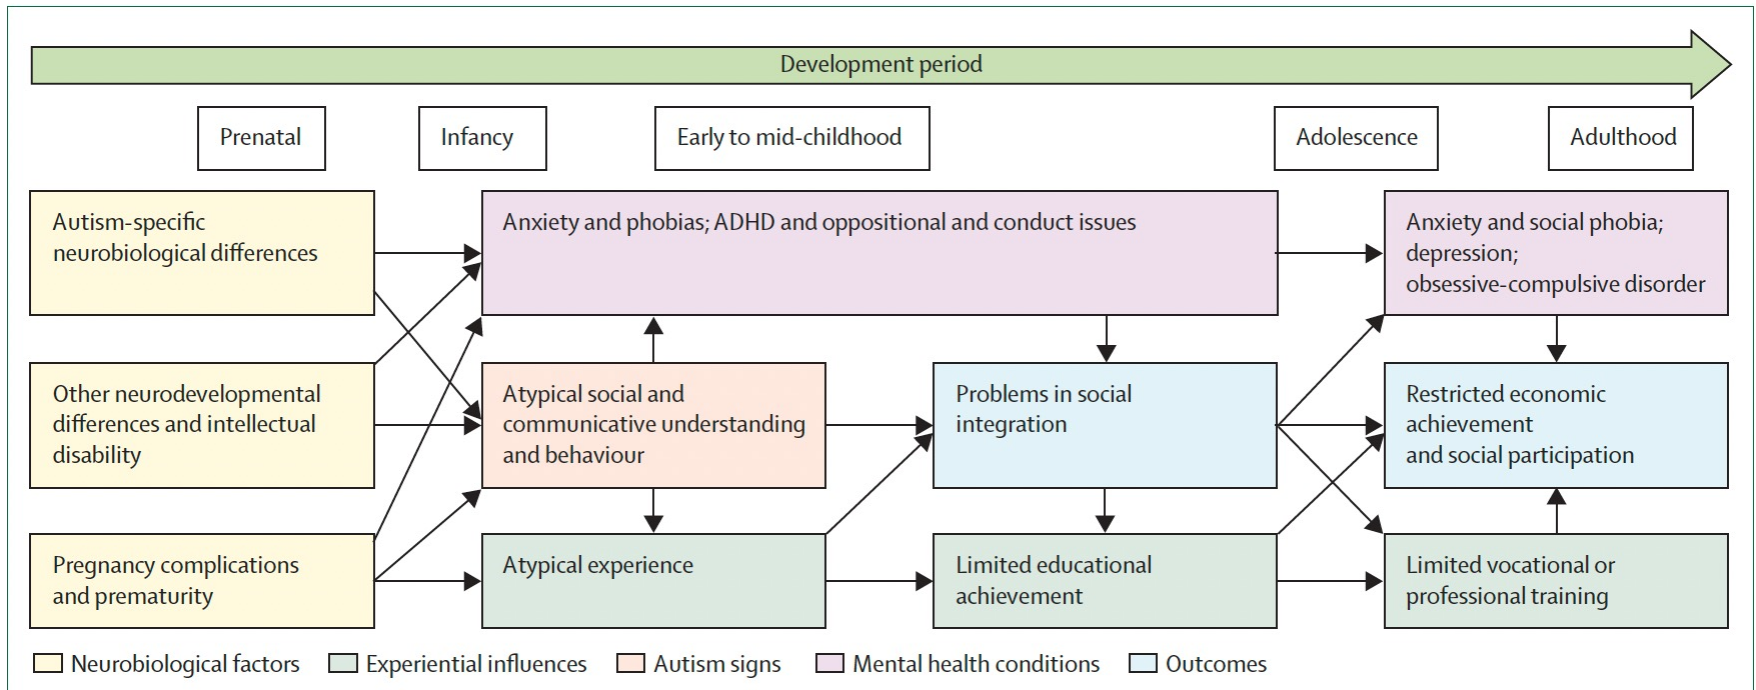 Development period
Prenatal
Infancy
Early to mid-childhood
Adolescence
Adulthood
Autism-specific
neurobiological differences
Anxiety and phobias; ADHD and oppositional and conduct issues
Anxiety and social phobia;
depression;
obsessive-compulsive disorder
Other neurodevelopmental
differences and intellectual
disability
Atypical social and
communicative understanding
and behaviour
Problems in social
integration
Restricted economic
achievement
and social participation
Pregnancy complications
and prematurity
Atypical experience
Limited educational
achievement
Limited vocational or
professional training
Neurobiological factors
Experiential influences
Autism signs
Mental health conditions
Outcomes